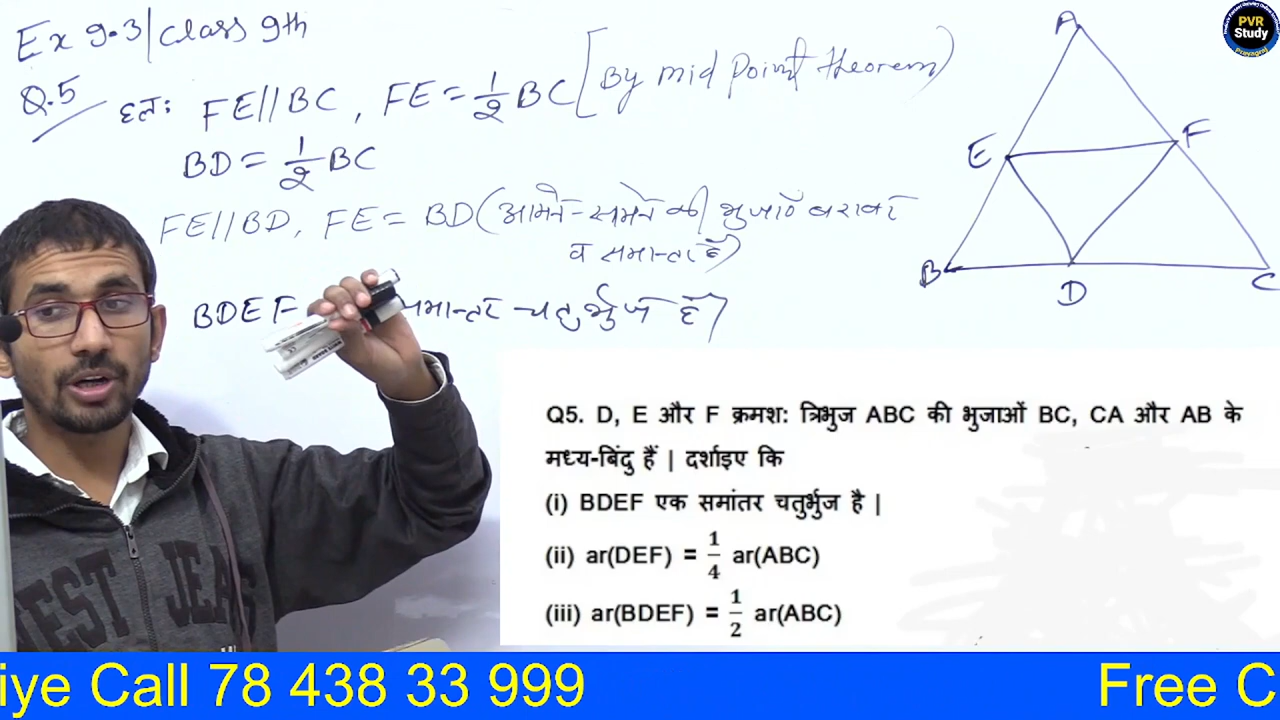 Ex 9.3 | Class 9th
Q.5
हल: FE//BC, FE = 1/2 BC [By mid point theorem)
BD = 1/2 BC
FE//BD, FE = BD (आमने-सामने की भुजाएँ बराबर
व समान्तर हैं)
BDEF समान्तर चतुर्भुज है
A
E
F
B
D
C
PVR
Study
Prayagraj
Q5. D, E और F क्रमश: त्रिभुज ABC की भुजाओं BC, CA और AB के
मध्य-बिंदु हैं | दर्शाइए कि
(i) BDEF एक समांतर चतुर्भुज है |
(ii) ar(DEF) = 1/4 ar(ABC)
(iii) ar(BDEF) = 1/2 ar(ABC)
JEAS
iye Call 78 438 33 999
Free C